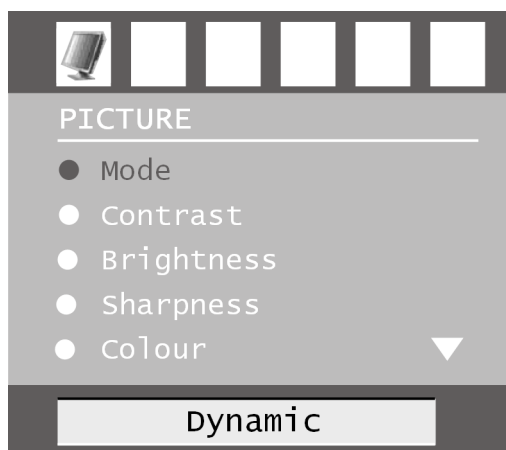 PICTURE
Mode
Contrast
Brightness
Sharpness
Colour
Dynamic